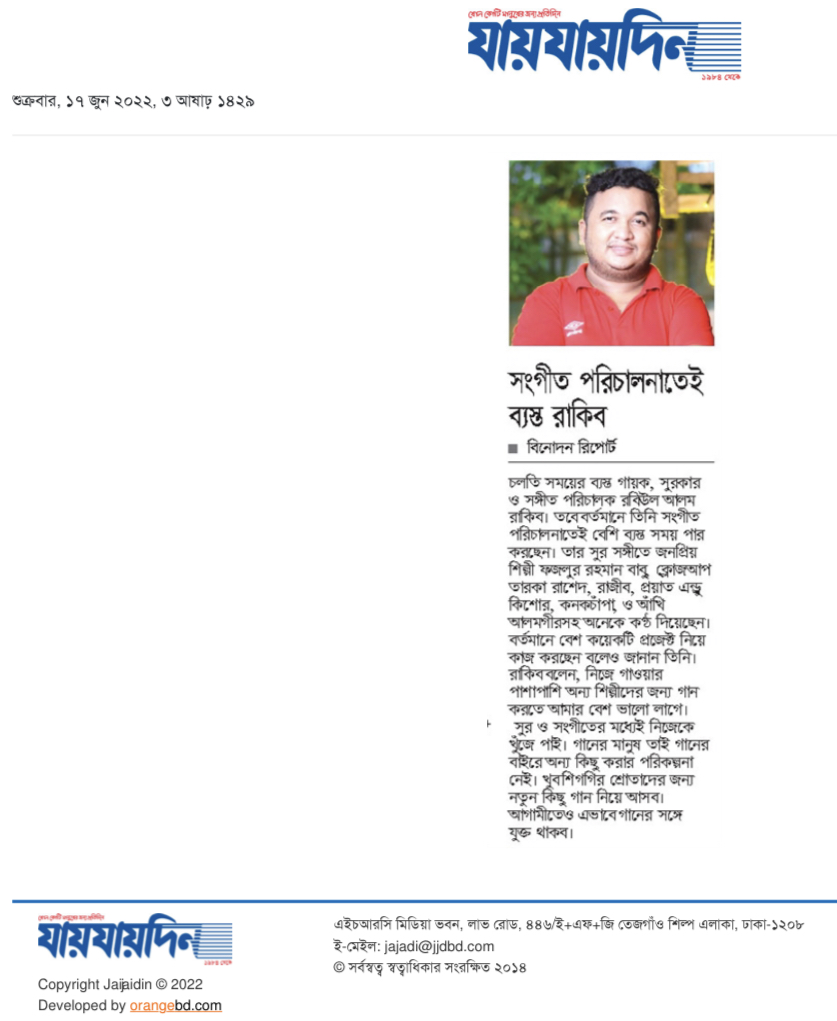 যায়যায়দিন
১৯৮৪ থেকে
শুক্রবার, ১৭ জুন ২০২২, ৩ আষাঢ় ১৪২৯
সংগীত পরিচালনাতেই
ব্যস্ত রাকিব
বিনোদন রিপোর্ট
চলতি সময়ের ব্যস্ত গায়ক, সুরকার
ও সঙ্গীত পরিচালক রবিউল আলম
রাকিব। তবেবর্তমানে তিনি সংগীত
পরিচালনাতেই বেশি ব্যস্ত সময় পার
করছেন। তার সুর সঙ্গীতে জনপ্রিয়
শিল্পী ফজলুর রহমান বাবু, ক্লোজআপ
তারকা রাশেদ, রাজীব, প্রয়াত এন্ড্রু
কিশোর, কনকচাঁপা, ও আঁখি
আলমগীরসহ অনেকে কণ্ঠ দিয়েছেন।
বর্তমানে বেশ কয়েকটি প্রজেক্ট নিয়ে
কাজ করছেন বলেও জানান তিনি।
রাকিববলেন, নিজে গাওয়ার
পাশাপাশি অন্য শিল্পীদের জন্য গান
করতে আমার বেশ ভালো লাগে।
সুর ও সংগীতের মধ্যেই নিজেকে
খুঁজে পাই। গানের মানুষ তাই গানের
বাইরে অন্য কিছু করার পরিকল্পনা
নেই। খুবশিগগির শ্রোতাদের জন্য
নতুন কিছু গান নিয়ে আসব।
আগামীতেও এভাবেগানের সঙ্গে
যুক্ত থাকব।
যায়যায়দিন
১৯৮৪ থেকে
Copyright Jaijaidin © 2022
Developed by orangebd.com
এইচআরসি মিডিয়া ভবন, লাভ রোড, ৪৪৬/ই+এফ+জি তেজগাঁও শিল্প এলাকা, ঢাকা-১২০৮
ই-মেইল: jajadi@jjdbd.com
© সর্বস্বত্ব স্বত্বাধিকার সংরক্ষিত ২০১৪